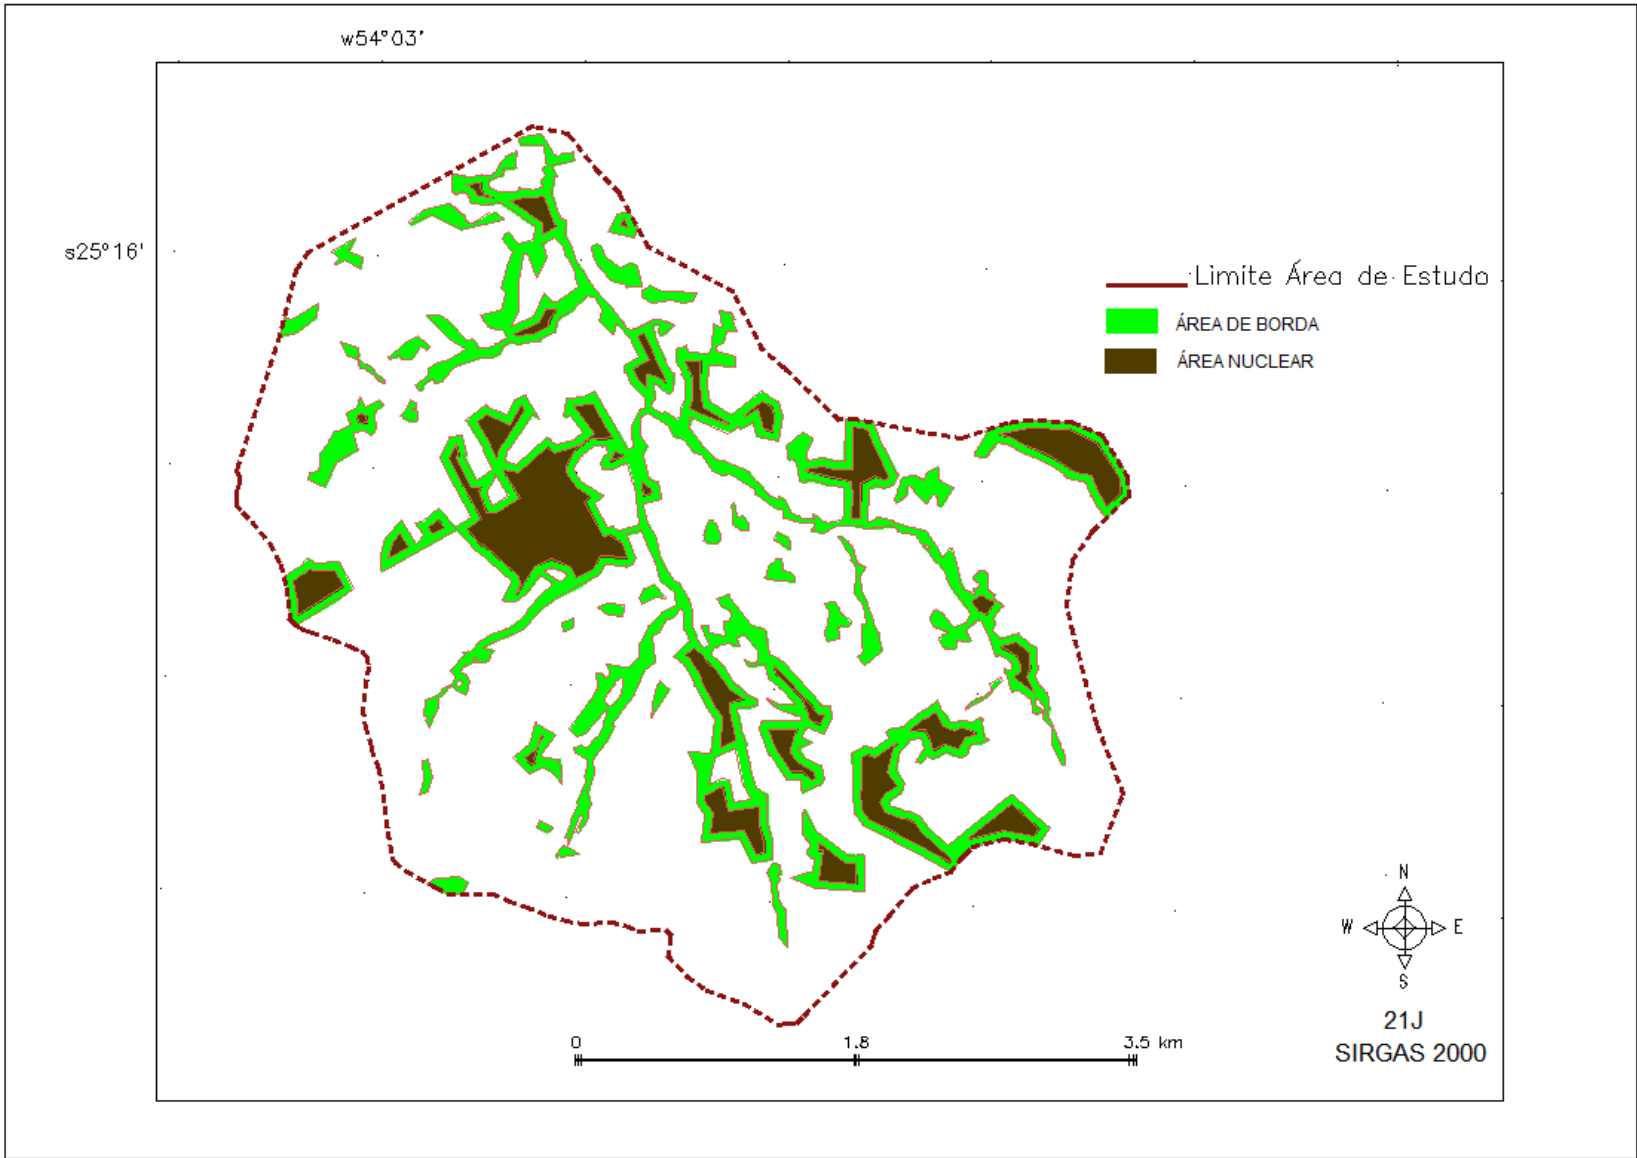 w54°03'
s25°16'
Limite Área de Estudo
ÁREA DE BORDA
ÁREA NUCLEAR
N
W E
S
21J
SIRGAS 2000
0 1.8 3.5 km